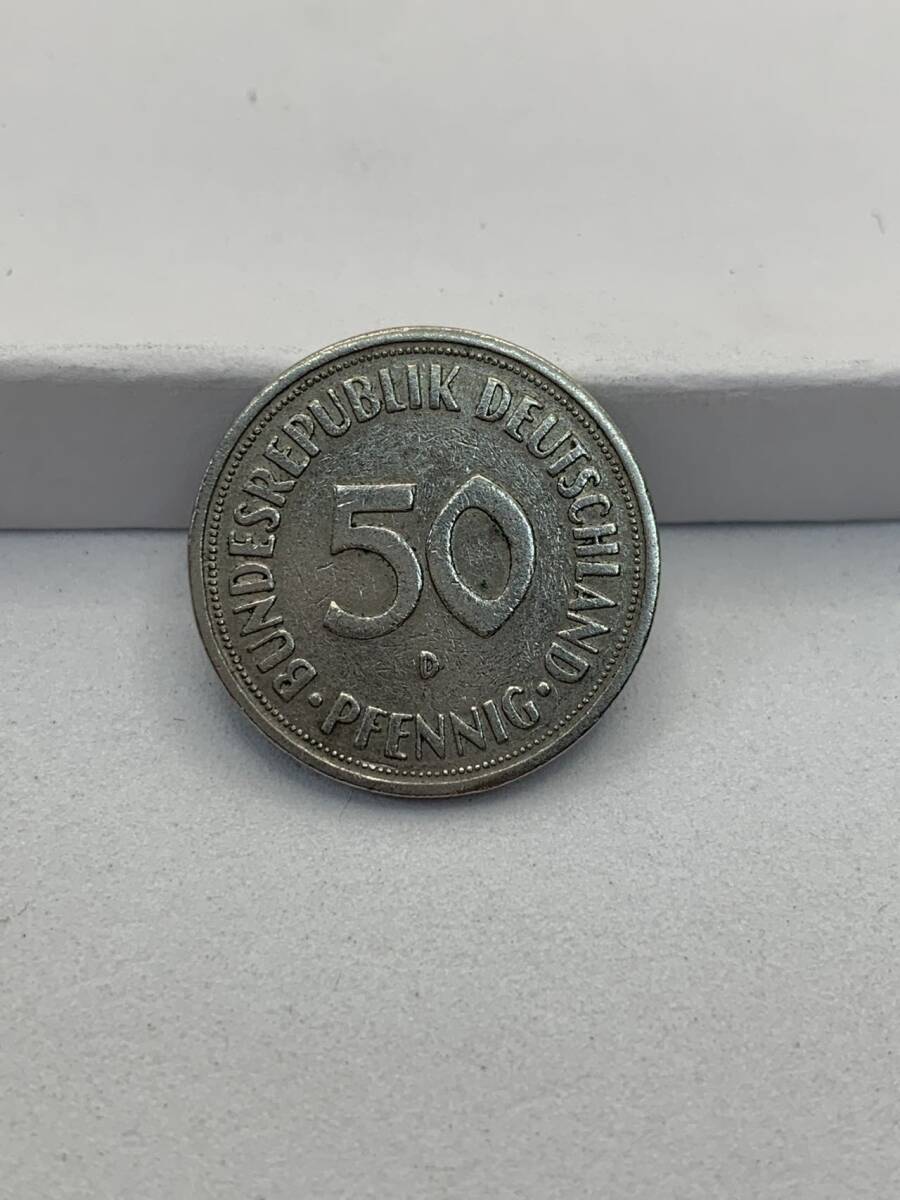 BUNDESREPUBLIK DEUTSCHLAND
50
D
· PFENNIG ·